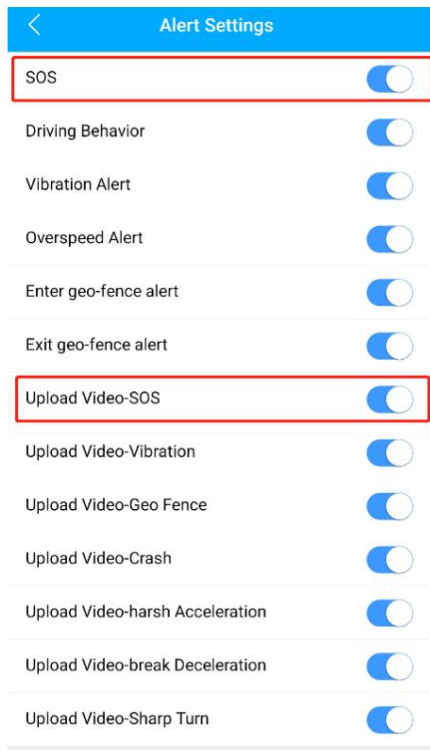 Alert Settings
SOS
Driving Behavior
Vibration Alert
Overspeed Alert
Enter geo-fence alert
Exit geo-fence alert
Upload Video-SOS
Upload Video-Vibration
Upload Video-Geo Fence
Upload Video-Crash
Upload Video-harsh Acceleration
Upload Video-break Deceleration
Upload Video-Sharp Turn